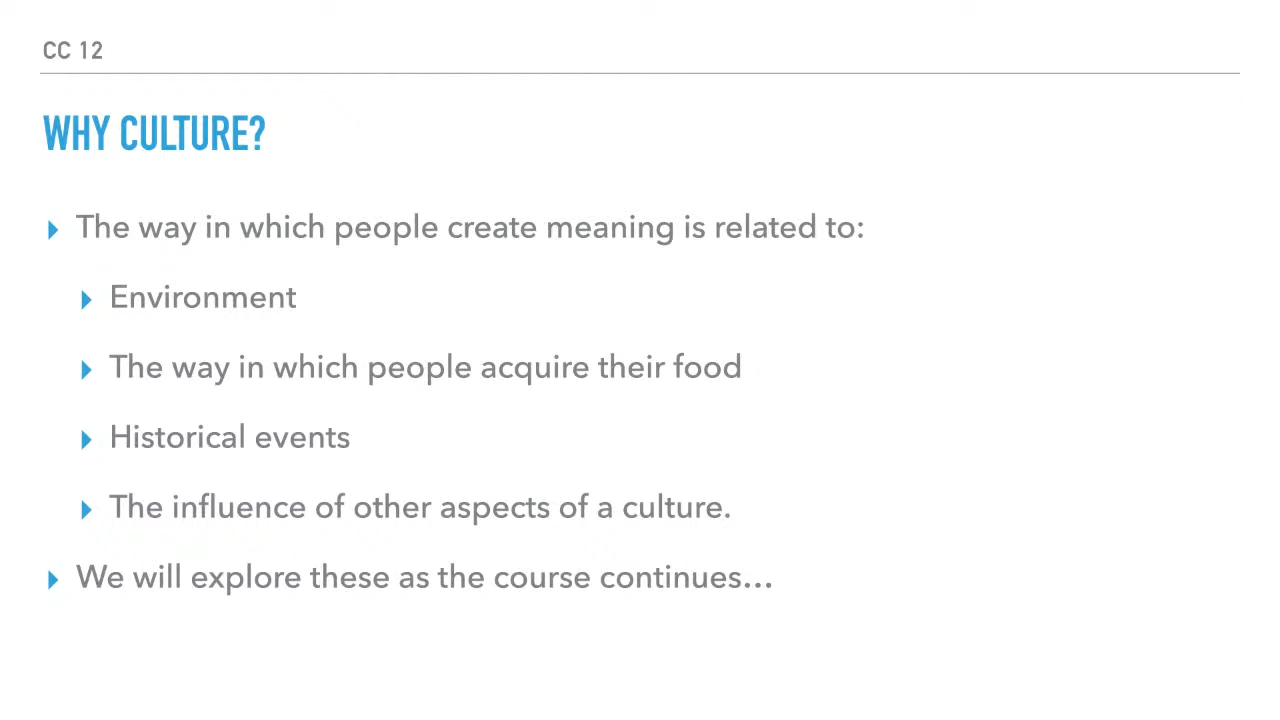 CC 12
WHY CULTURE?
The way in which people create meaning is related to:
Environment
The way in which people acquire their food
Historical events
The influence of other aspects of a culture.
We will explore these as the course continues…